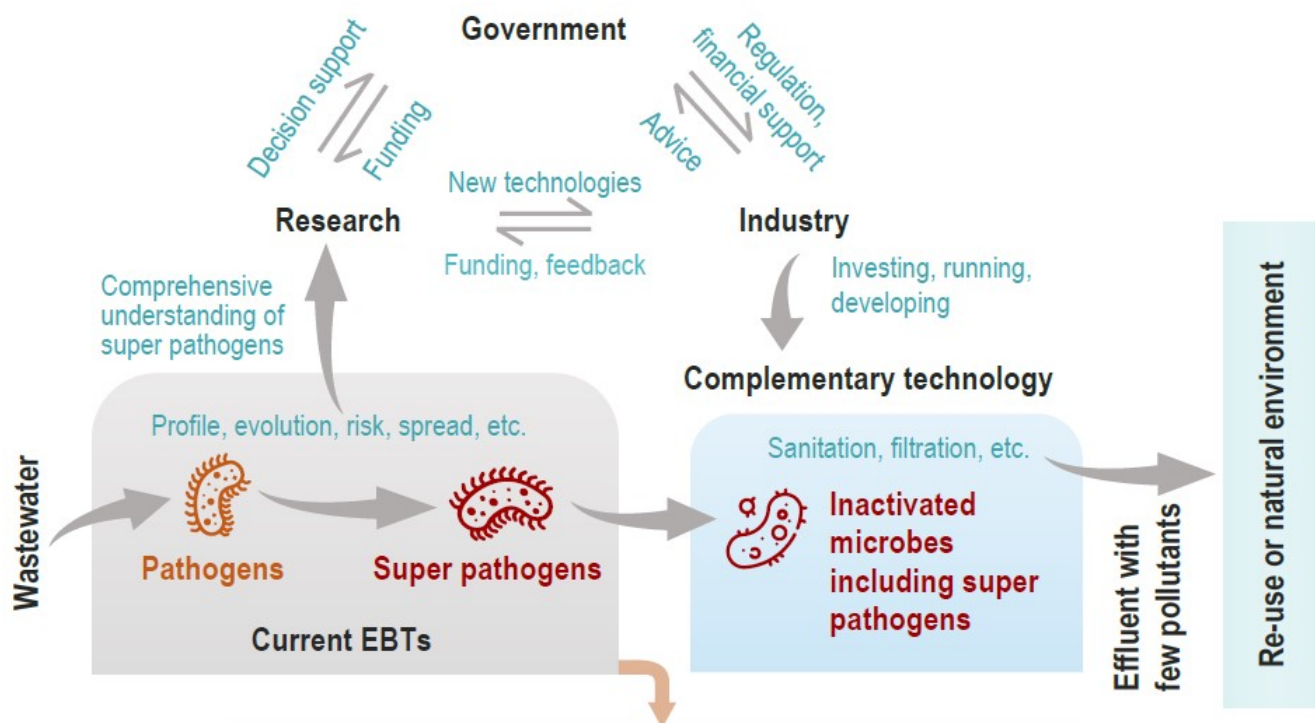 Government
Decision support
Funding
Regulation,
financial support
Advice
New technologies
Research
Industry
Funding, feedback
Comprehensive
understanding of
super pathogens
Investing, running,
developing
Complementary technology
Profile, evolution, risk, spread, etc.
Sanitation, filtration, etc.
Wastewater
Pathogens
Super pathogens
Inactivated
microbes
including super
pathogens
Current EBTs
Effluent with
few pollutants
Re-use or natural environment